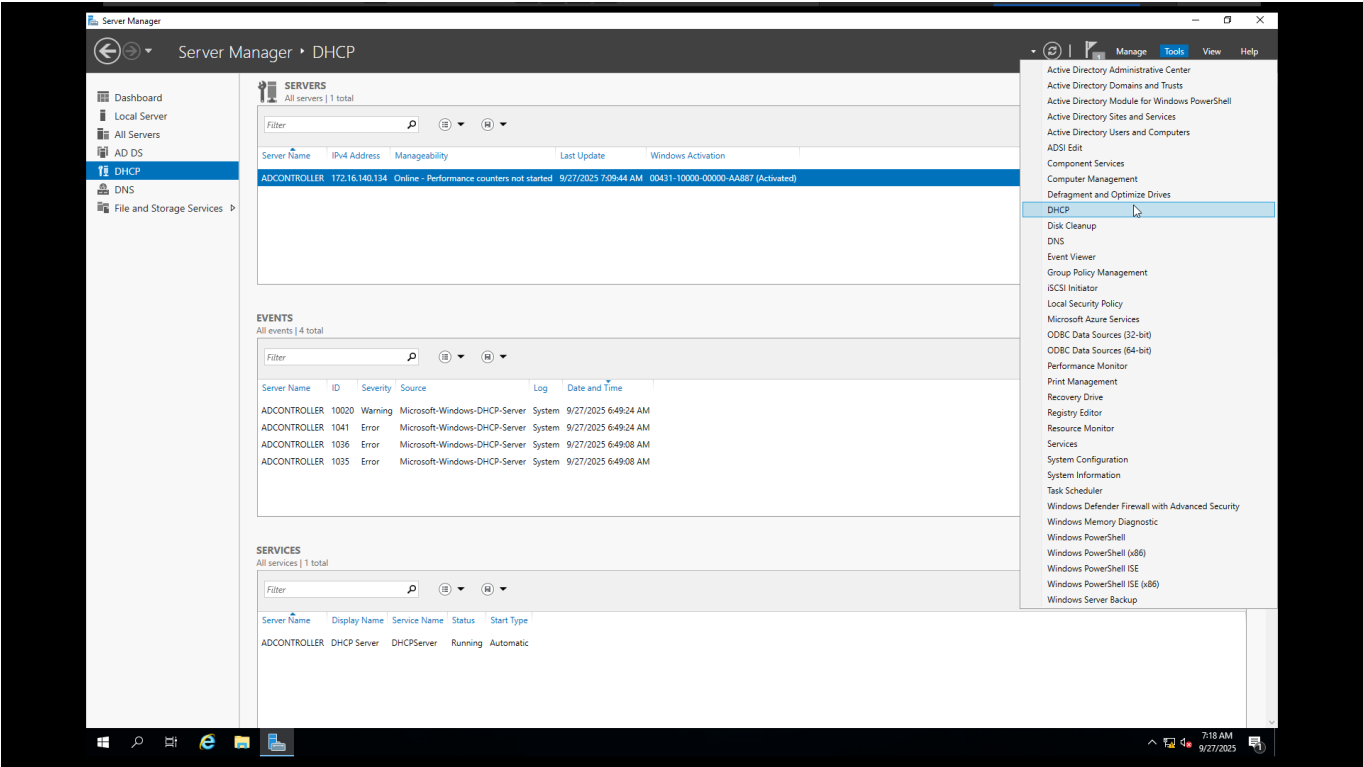 Server Manager
Server Manager • DHCP
1
Manage
Tools
View
Help
Dashboard
Local Server
All Servers
AD DS
DHCP
DNS
File and Storage Services
SERVERS
All servers | 1 total
Filter
Server Name IPv4 Address Manageability Last Update Windows Activation
ADCONTROLLER 172.16.140.134 Online - Performance counters not started 9/27/2025 7:09:44 AM 00431-10000-00000-AA887 (Activated)
EVENTS
All events | 4 total
Filter
Server Name ID Severity Source Log Date and Time
ADCONTROLLER 10020 Warning Microsoft-Windows-DHCP-Server System 9/27/2025 6:49:24 AM
ADCONTROLLER 1041 Error Microsoft-Windows-DHCP-Server System 9/27/2025 6:49:24 AM
ADCONTROLLER 1036 Error Microsoft-Windows-DHCP-Server System 9/27/2025 6:49:08 AM
ADCONTROLLER 1035 Error Microsoft-Windows-DHCP-Server System 9/27/2025 6:49:08 AM
SERVICES
All services | 1 total
Filter
Server Name Display Name Service Name Status Start Type
ADCONTROLLER DHCP Server DHCPServer Running Automatic
Active Directory Administrative Center
Active Directory Domains and Trusts
Active Directory Module for Windows PowerShell
Active Directory Sites and Services
Active Directory Users and Computers
ADSI Edit
Component Services
Computer Management
Defragment and Optimize Drives
DHCP
Disk Cleanup
DNS
Event Viewer
Group Policy Management
iSCSI Initiator
Local Security Policy
Microsoft Azure Services
ODBC Data Sources (32-bit)
ODBC Data Sources (64-bit)
Performance Monitor
Print Management
Recovery Drive
Registry Editor
Resource Monitor
Services
System Configuration
System Information
Task Scheduler
Windows Defender Firewall with Advanced Security
Windows Memory Diagnostic
Windows PowerShell
Windows PowerShell (x86)
Windows PowerShell ISE
Windows PowerShell ISE (x86)
Windows Server Backup
7:18 AM
9/27/2025
1